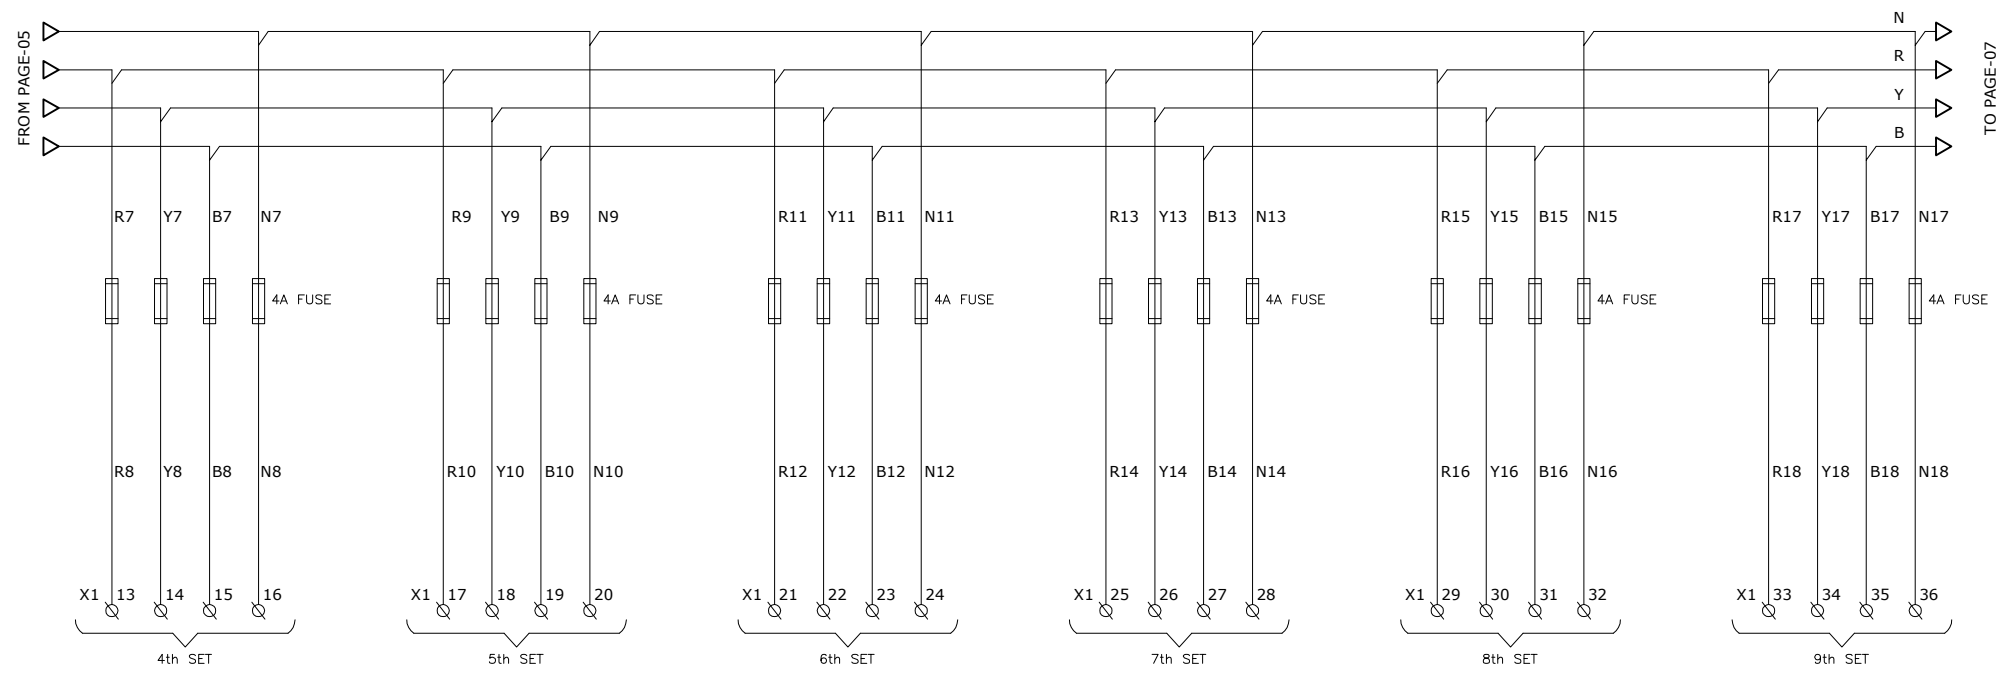 FROM PAGE-05
N
R
Y
B
TO PAGE-07
R7 Y7 B7 N7 R9 Y9 B9 N9 R11 Y11 B11 N11 R13 Y13 B13 N13 R15 Y15 B15 N15 R17 Y17 B17 N17
4A FUSE 4A FUSE 4A FUSE 4A FUSE 4A FUSE 4A FUSE
R8 Y8 B8 N8 R10 Y10 B10 N10 R12 Y12 B12 N12 R14 Y14 B14 N14 R16 Y16 B16 N16 R18 Y18 B18 N18
X1 13 14 15 16 X1 17 18 19 20 X1 21 22 23 24 X1 25 26 27 28 X1 29 30 31 32 X1 33 34 35 36
4th SET 5th SET 6th SET 7th SET 8th SET 9th SET